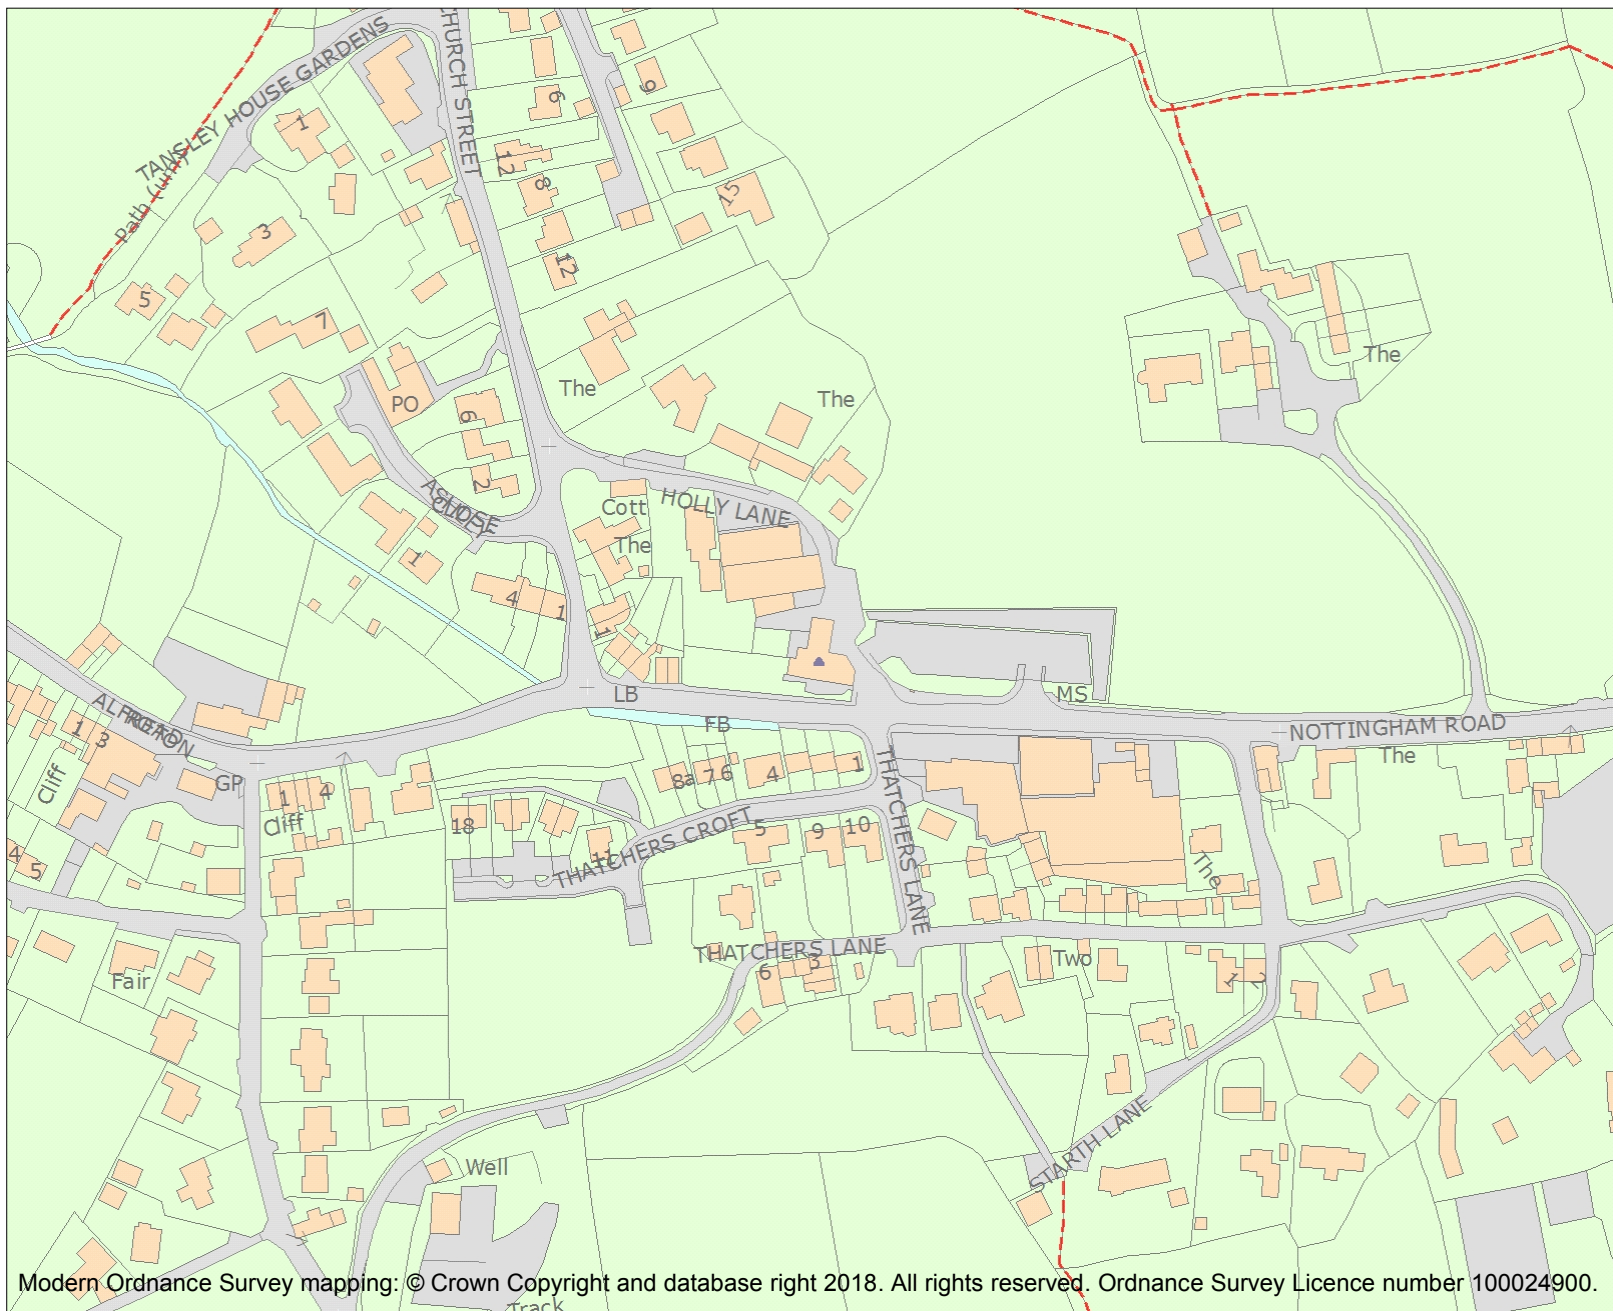 TANSLEY HOUSE GARDENS
CHURCH STREET
Path (um)
9
6
1
12
8
15
3
12
5
7
The
The
The
PO
6
2
ASHCROFT
CLOSE
Cott
HOLLY LANE
The
1
4
1
1
LB
MS
FB
ALFRETON
ROAD
1
3
NOTTINGHAM ROAD
The
Cliff
GP
8a
7
6
4
1
THATCHERS LANE
1
4
Cliff
18
5
9
10
THATCHERS CROFT
11
4
5
The
THATCHERS LANE
Fair
6
3
Two
1
2
STARTH LANE
Well
Modern Ordnance Survey mapping: © Crown Copyright and database right 2018. All rights reserved. Ordnance Survey Licence number 100024900.
Track